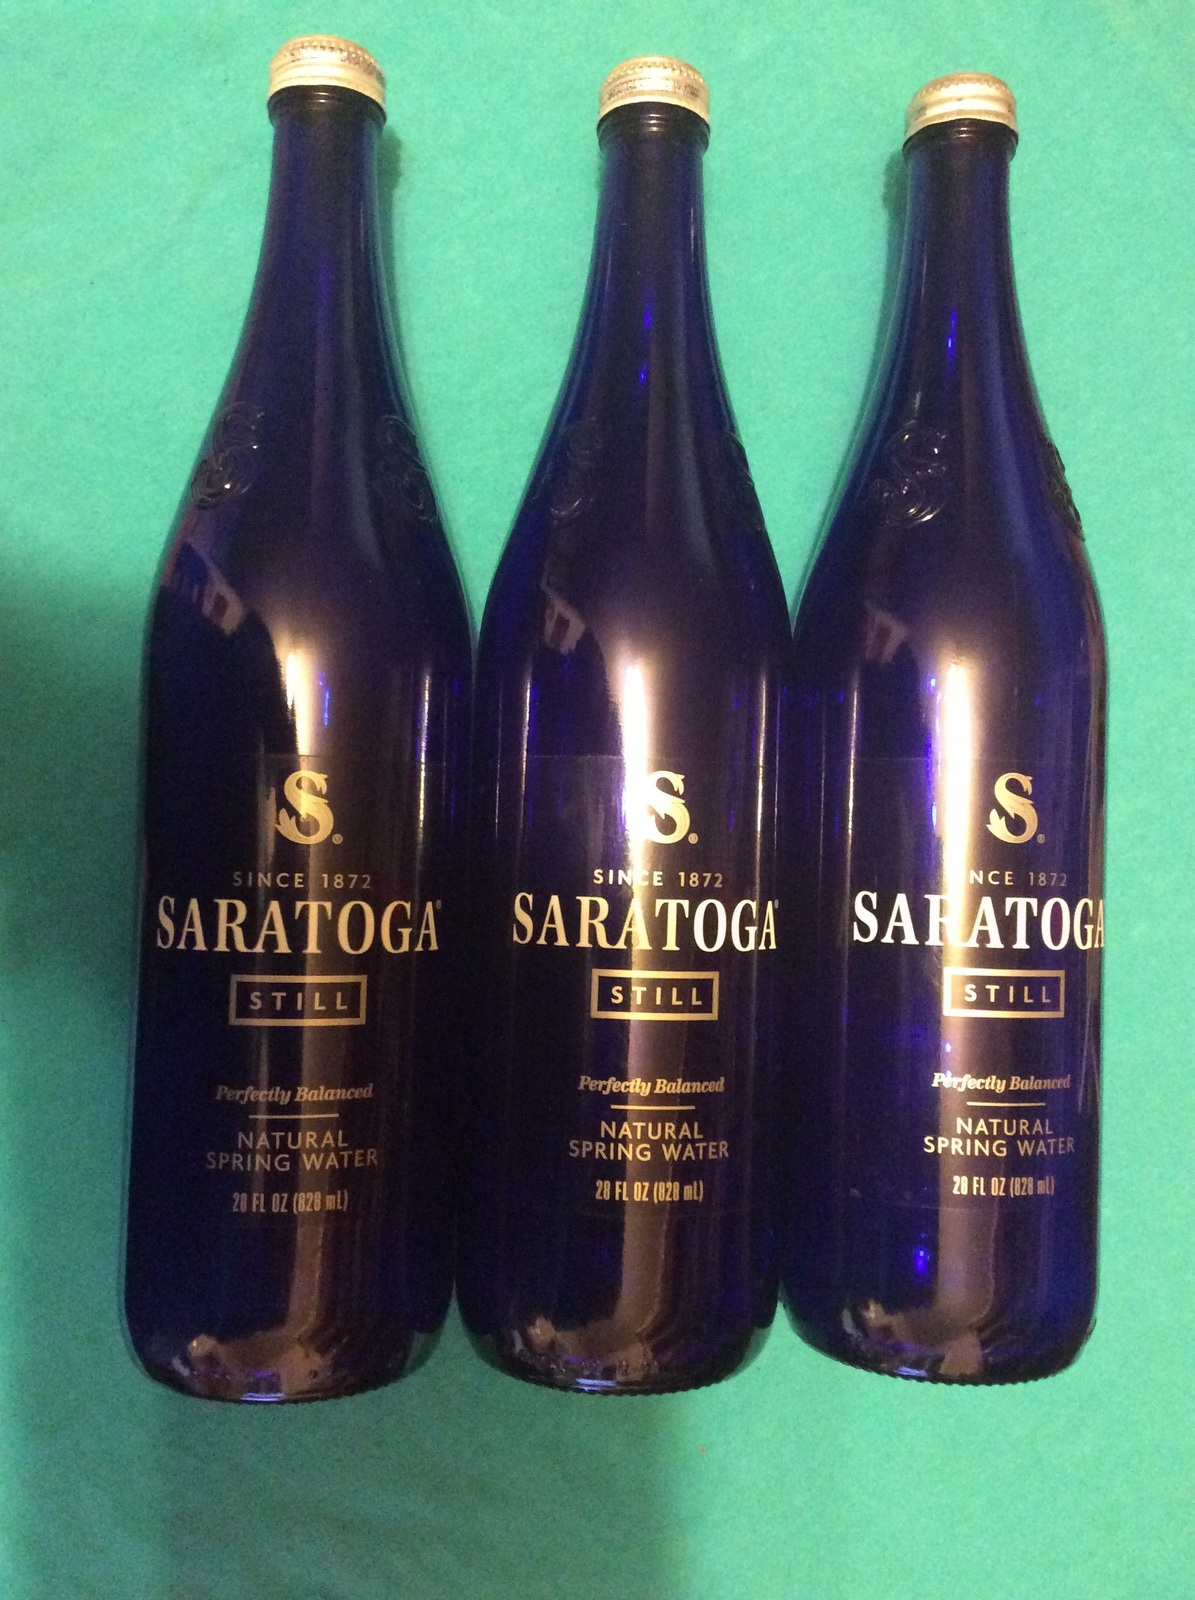 S®
SINCE 1872
SARATOGA®
STILL
Perfectly Balanced
NATURAL
SPRING WATER
28 FL OZ (828 mL)
S®
SINCE 1872
SARATOGA®
STILL
Perfectly Balanced
NATURAL
SPRING WATER
28 FL OZ (828 mL)
S®
NCE 1872
SARATOGA
STILL
Perfectly Balanced
NATURAL
SPRING WATER
28 FL OZ (828 mL)